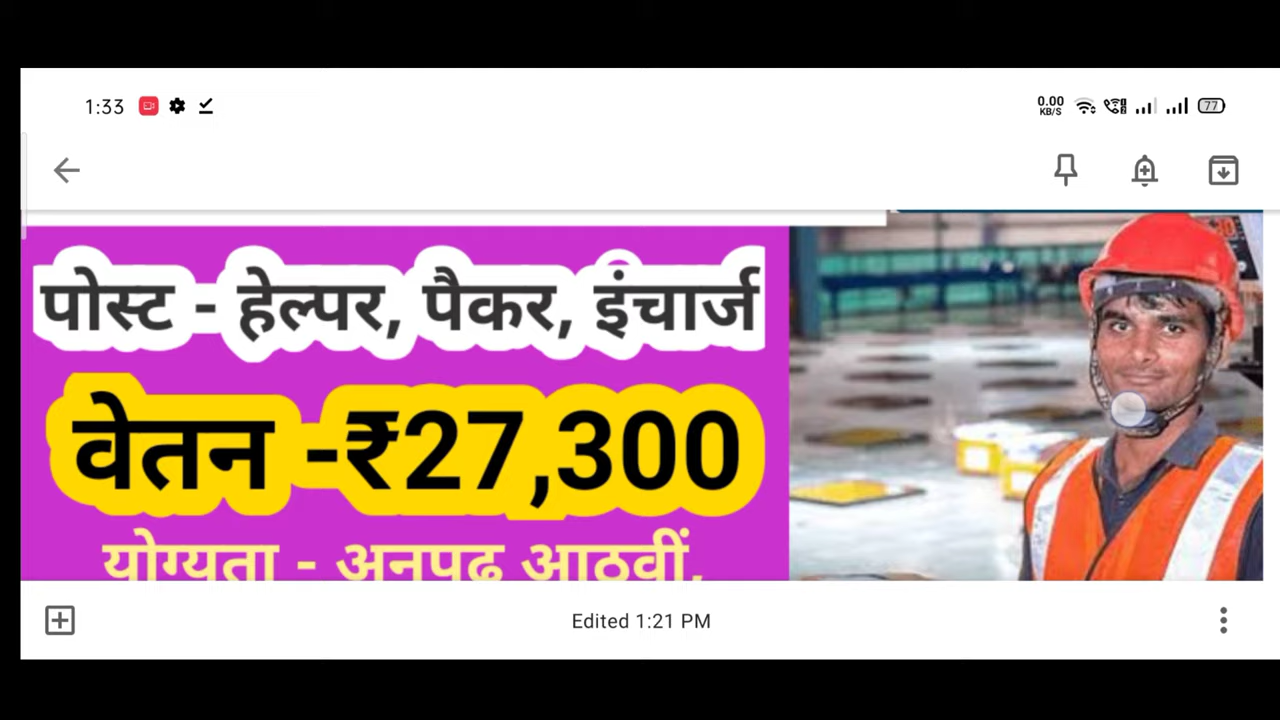 1:33
0.00
KB/S
77
पोस्ट - हेल्पर, पैकर, इंचार्ज
वेतन -₹27,300
योग्यता - अनपढ़ आठवीं,
Edited 1:21 PM